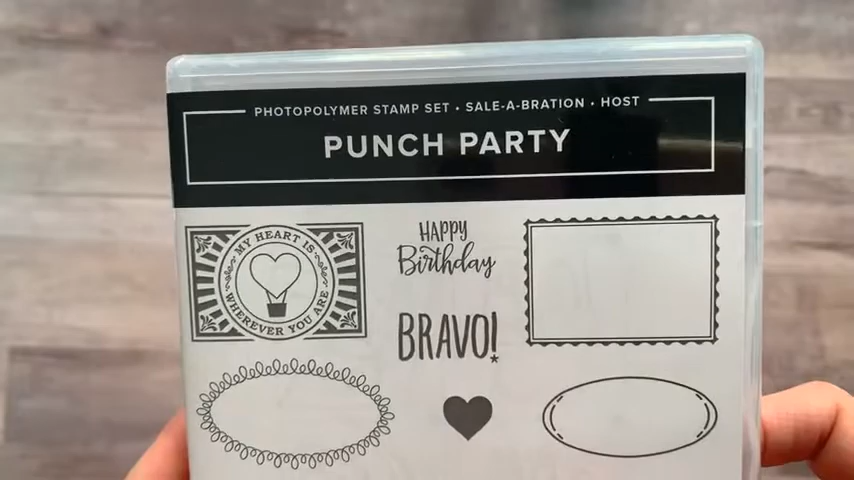 PHOTOPOLYMER STAMP SET • SALE-A-BRATION • HOST
PUNCH PARTY
MY HEART IS
WHEREVER YOU ARE
HAPPY
Birthday
BRAVO!